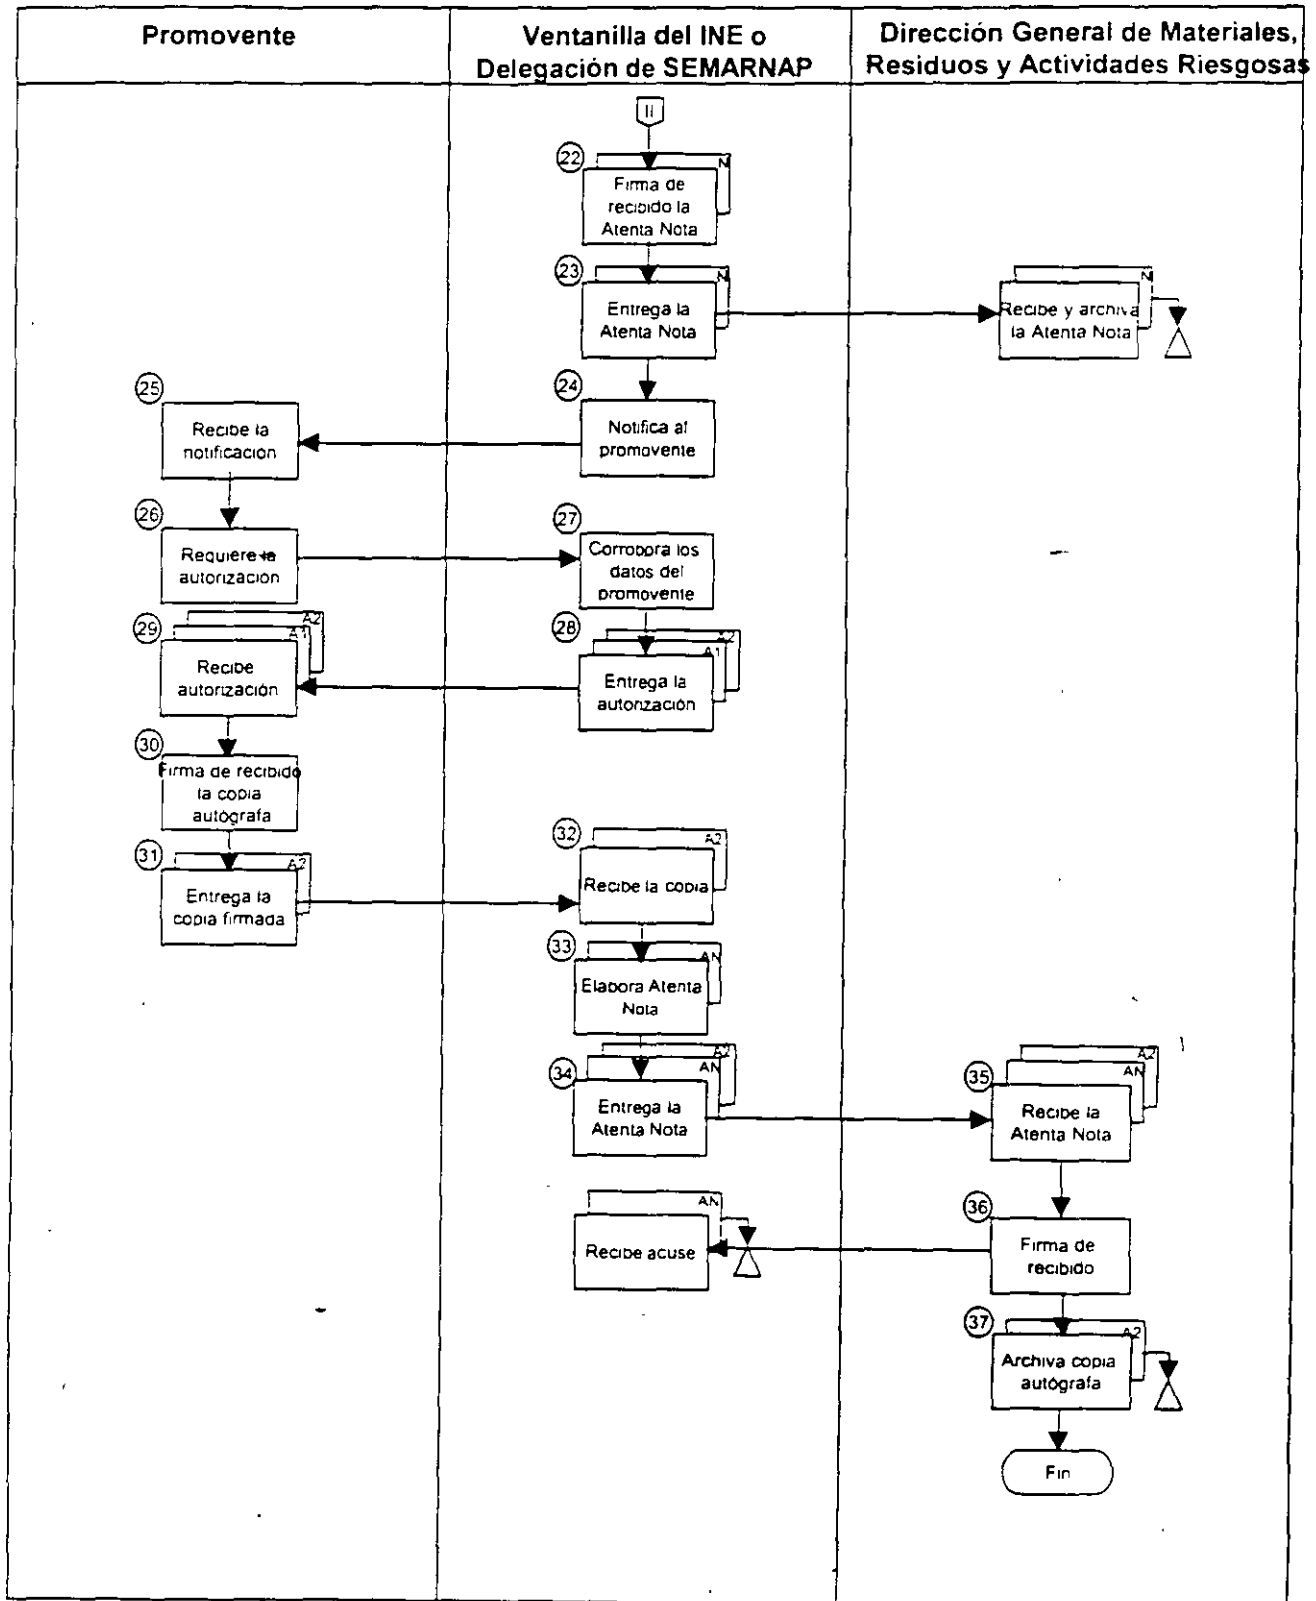 Promovente
Ventanilla del INE o
Delegación de SEMARNAP
Dirección General de Materiales,
Residuos y Actividades Riesgosas
II
22
N
Firma de
recibido la
Atenta Nota
23
N
Entrega la
Atenta Nota
N
Recibe y archiva
la Atenta Nota
24
Notifica al
promovente
25
Recibe la
notificación
26
Requiere la
autorización
27
Corrobora los
datos del
promovente
28
A2
A1
Entrega la
autorización
29
A2
A1
Recibe
autorización
30
Firma de recibido
la copia
autógrafa
31
A2
Entrega la
copia firmada
32
A2
Recibe la copia
33
AN
Elabora Atenta
Nota
34
A2
AN
Entrega la
Atenta Nota
35
A2
AN
Recibe la
Atenta Nota
36
Firma de
recibido
AN
Recibe acuse
37
A2
Archiva copia
autógrafa
Fin